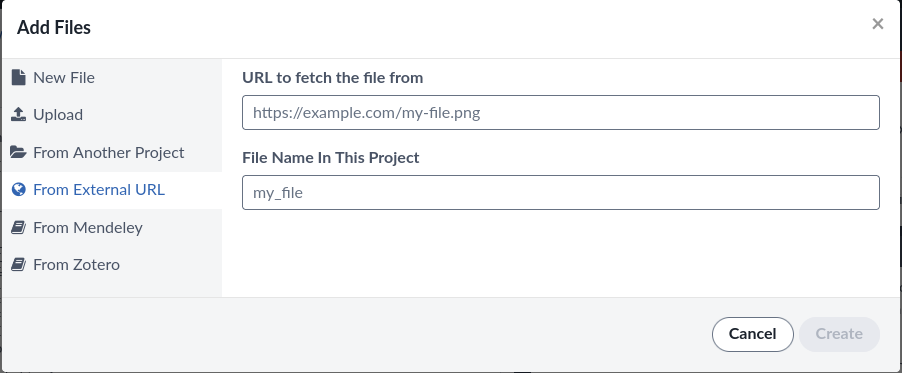 Add Files
×
New File
Upload
From Another Project
From External URL
From Mendeley
From Zotero
URL to fetch the file from
https://example.com/my-file.png
File Name In This Project
my_file
Cancel
Create